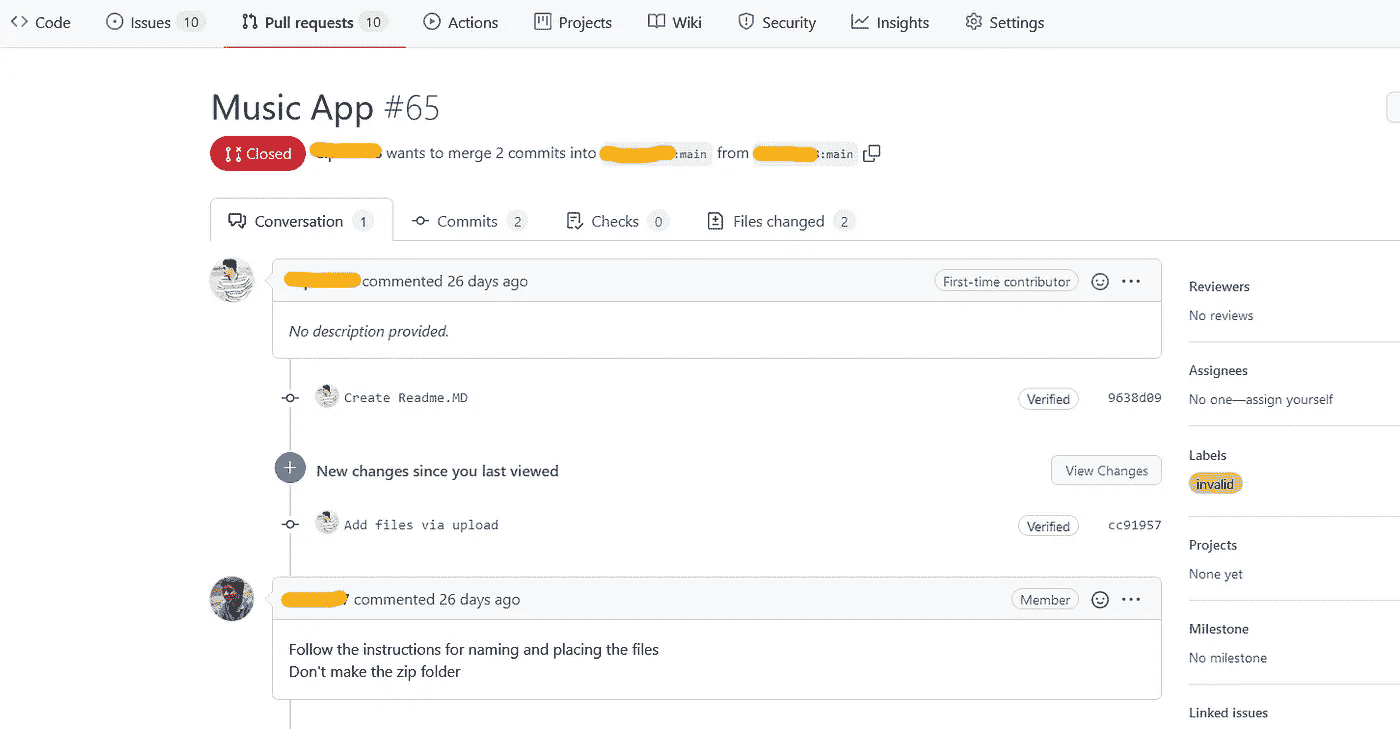 Code Issues 10 Pull requests 10 Actions Projects Wiki Security Insights Settings
Music App #65
Closed wants to merge 2 commits into :main from :main
Conversation 1 Commits 2 Checks 0 Files changed 2
commented 26 days ago First-time contributor
No description provided.
Create Readme.MD Verified 9638d09
New changes since you last viewed View Changes
Add files via upload Verified cc91957
commented 26 days ago Member
Follow the instructions for naming and placing the files
Don't make the zip folder
Reviewers
No reviews
Assignees
No one—assign yourself
Labels
invalid
Projects
None yet
Milestone
No milestone
Linked issues